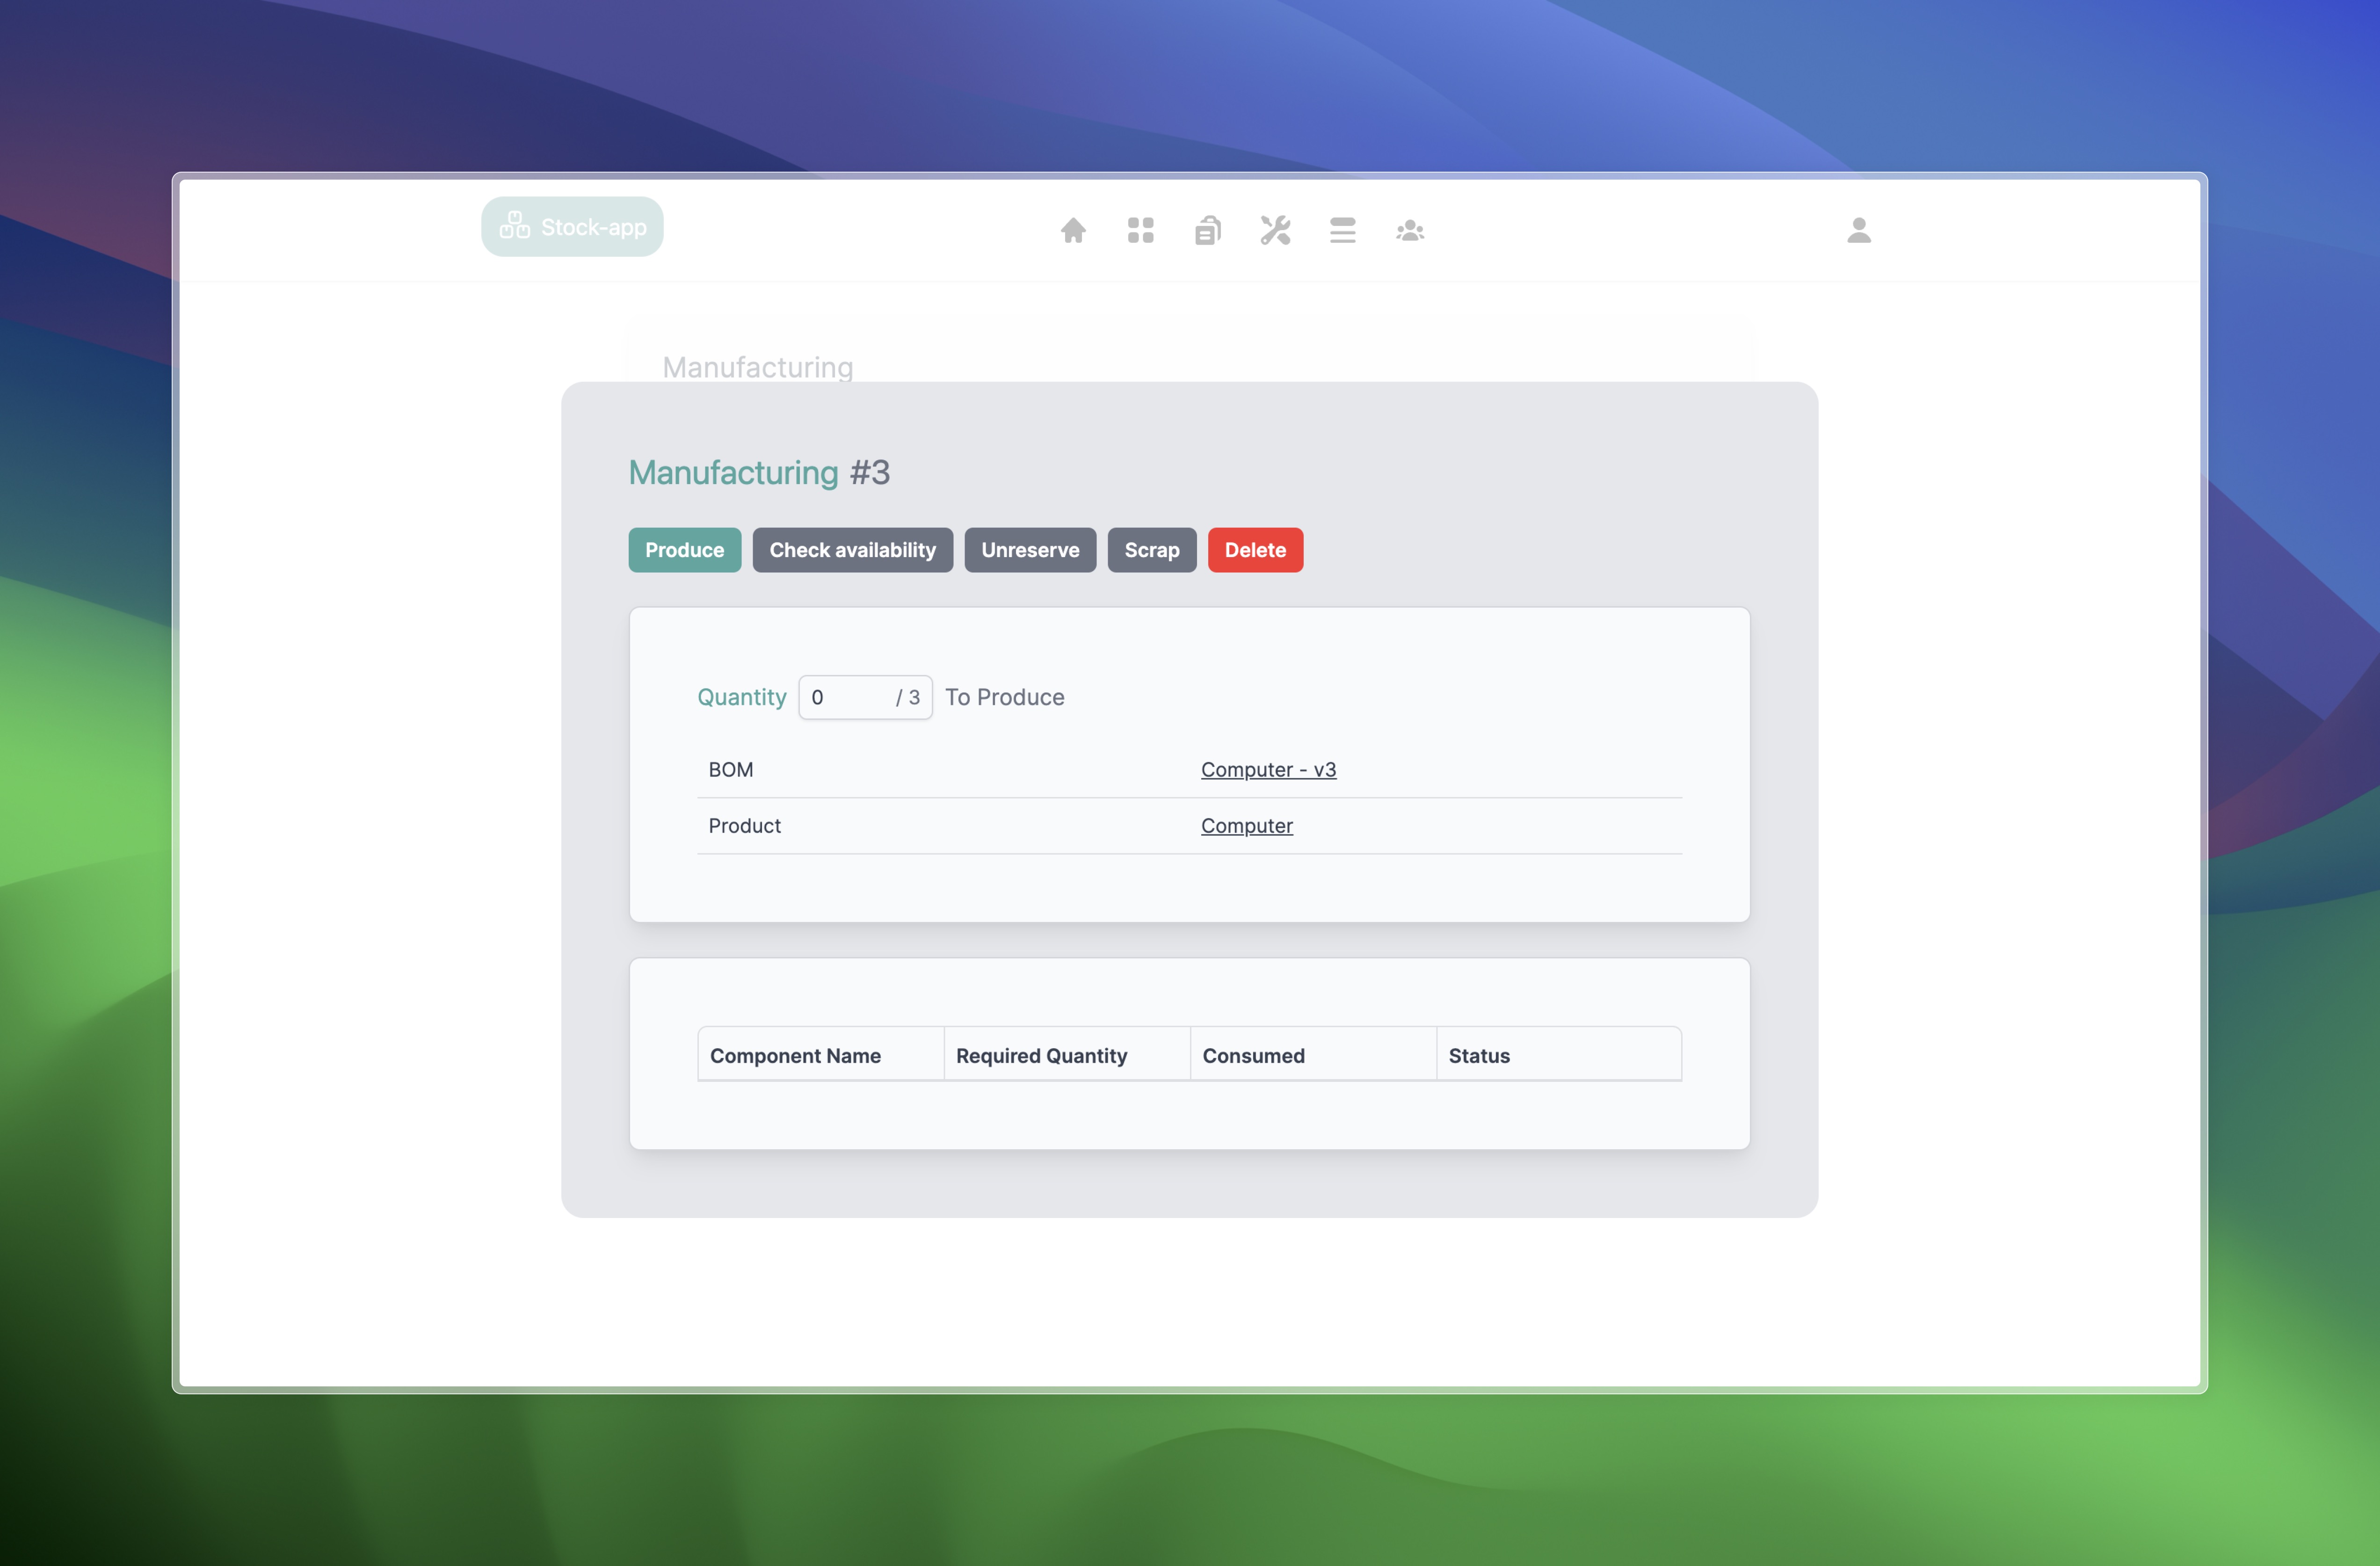 Stock-app
Manufacturing
Manufacturing #3
Produce Check availability Unreserve Scrap Delete
Quantity 0 / 3 To Produce
BOM Computer - v3
Product Computer
Component Name Required Quantity Consumed Status